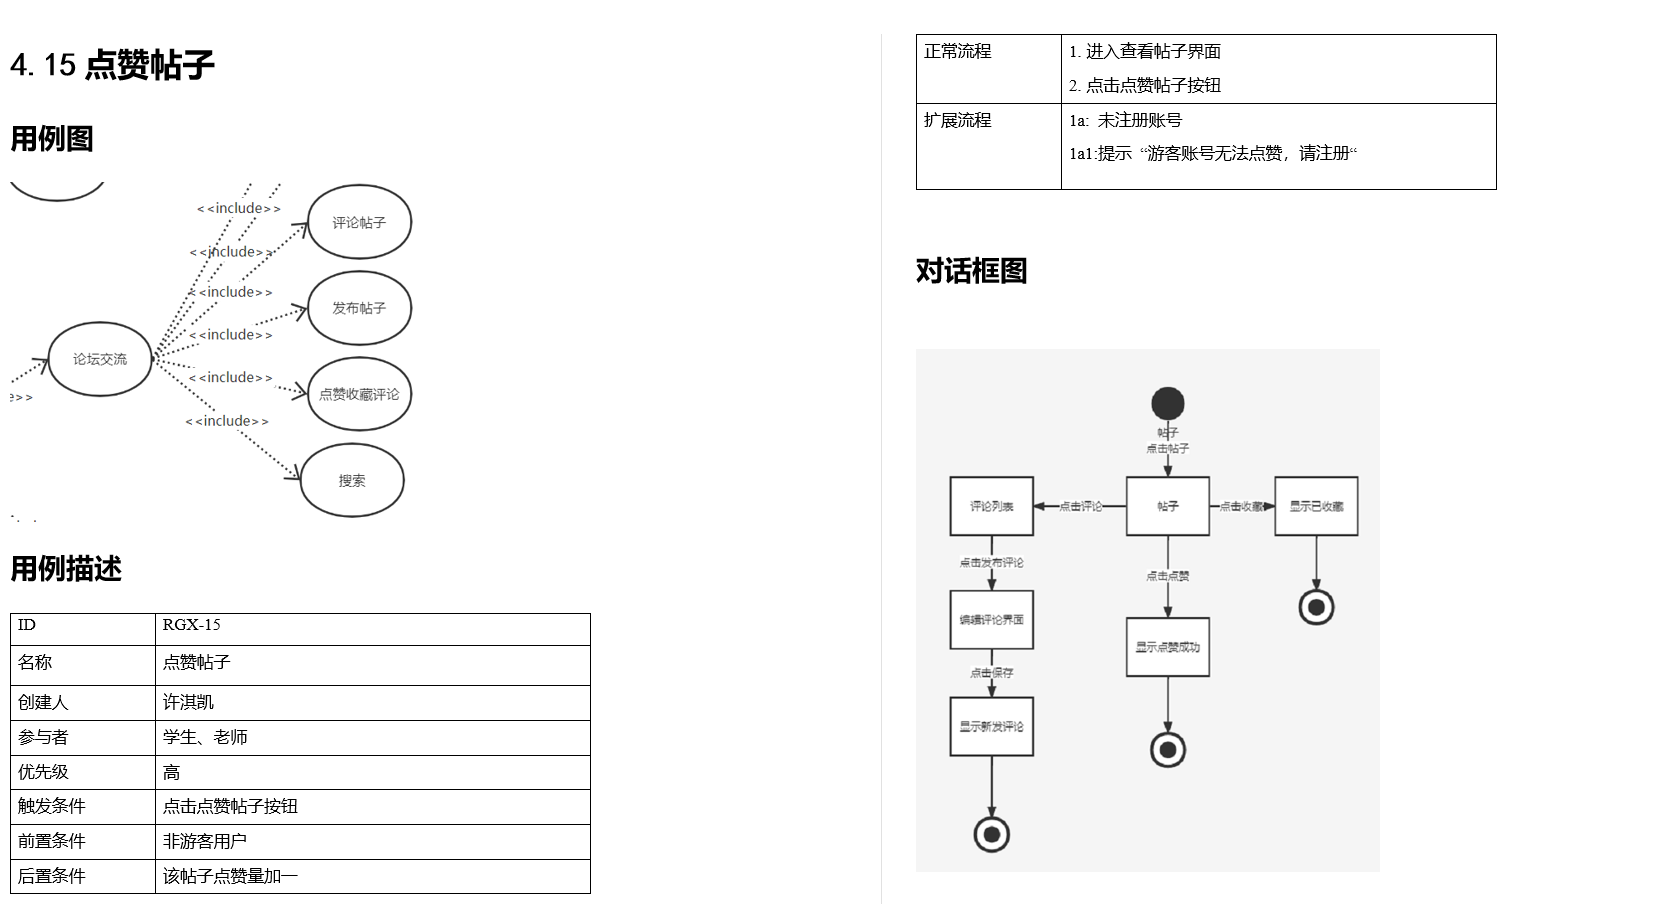 4.15 点赞帖子
用例图
<<include>>
评论帖子
<<include>>
<<include>>
发布帖子
<<include>>
论坛交流
<<include>>
点赞收藏评论
e>>
<<include>>
搜索
用例描述
ID RGX-15
名称 点赞帖子
创建人 许淇凯
参与者 学生、老师
优先级 高
触发条件 点击点赞帖子按钮
前置条件 非游客用户
后置条件 该帖子点赞量加一
正常流程 1. 进入查看帖子界面
2. 点击点赞帖子按钮
扩展流程 1a: 未注册账号
1a1:提示 “游客账号无法点赞，请注册“
对话框图
帖子
点击帖子
评论列表
点击评论
帖子
点击收藏
显示已收藏
点击发布评论
点击点赞
编辑评论界面
显示点赞成功
点击保存
显示新发评论